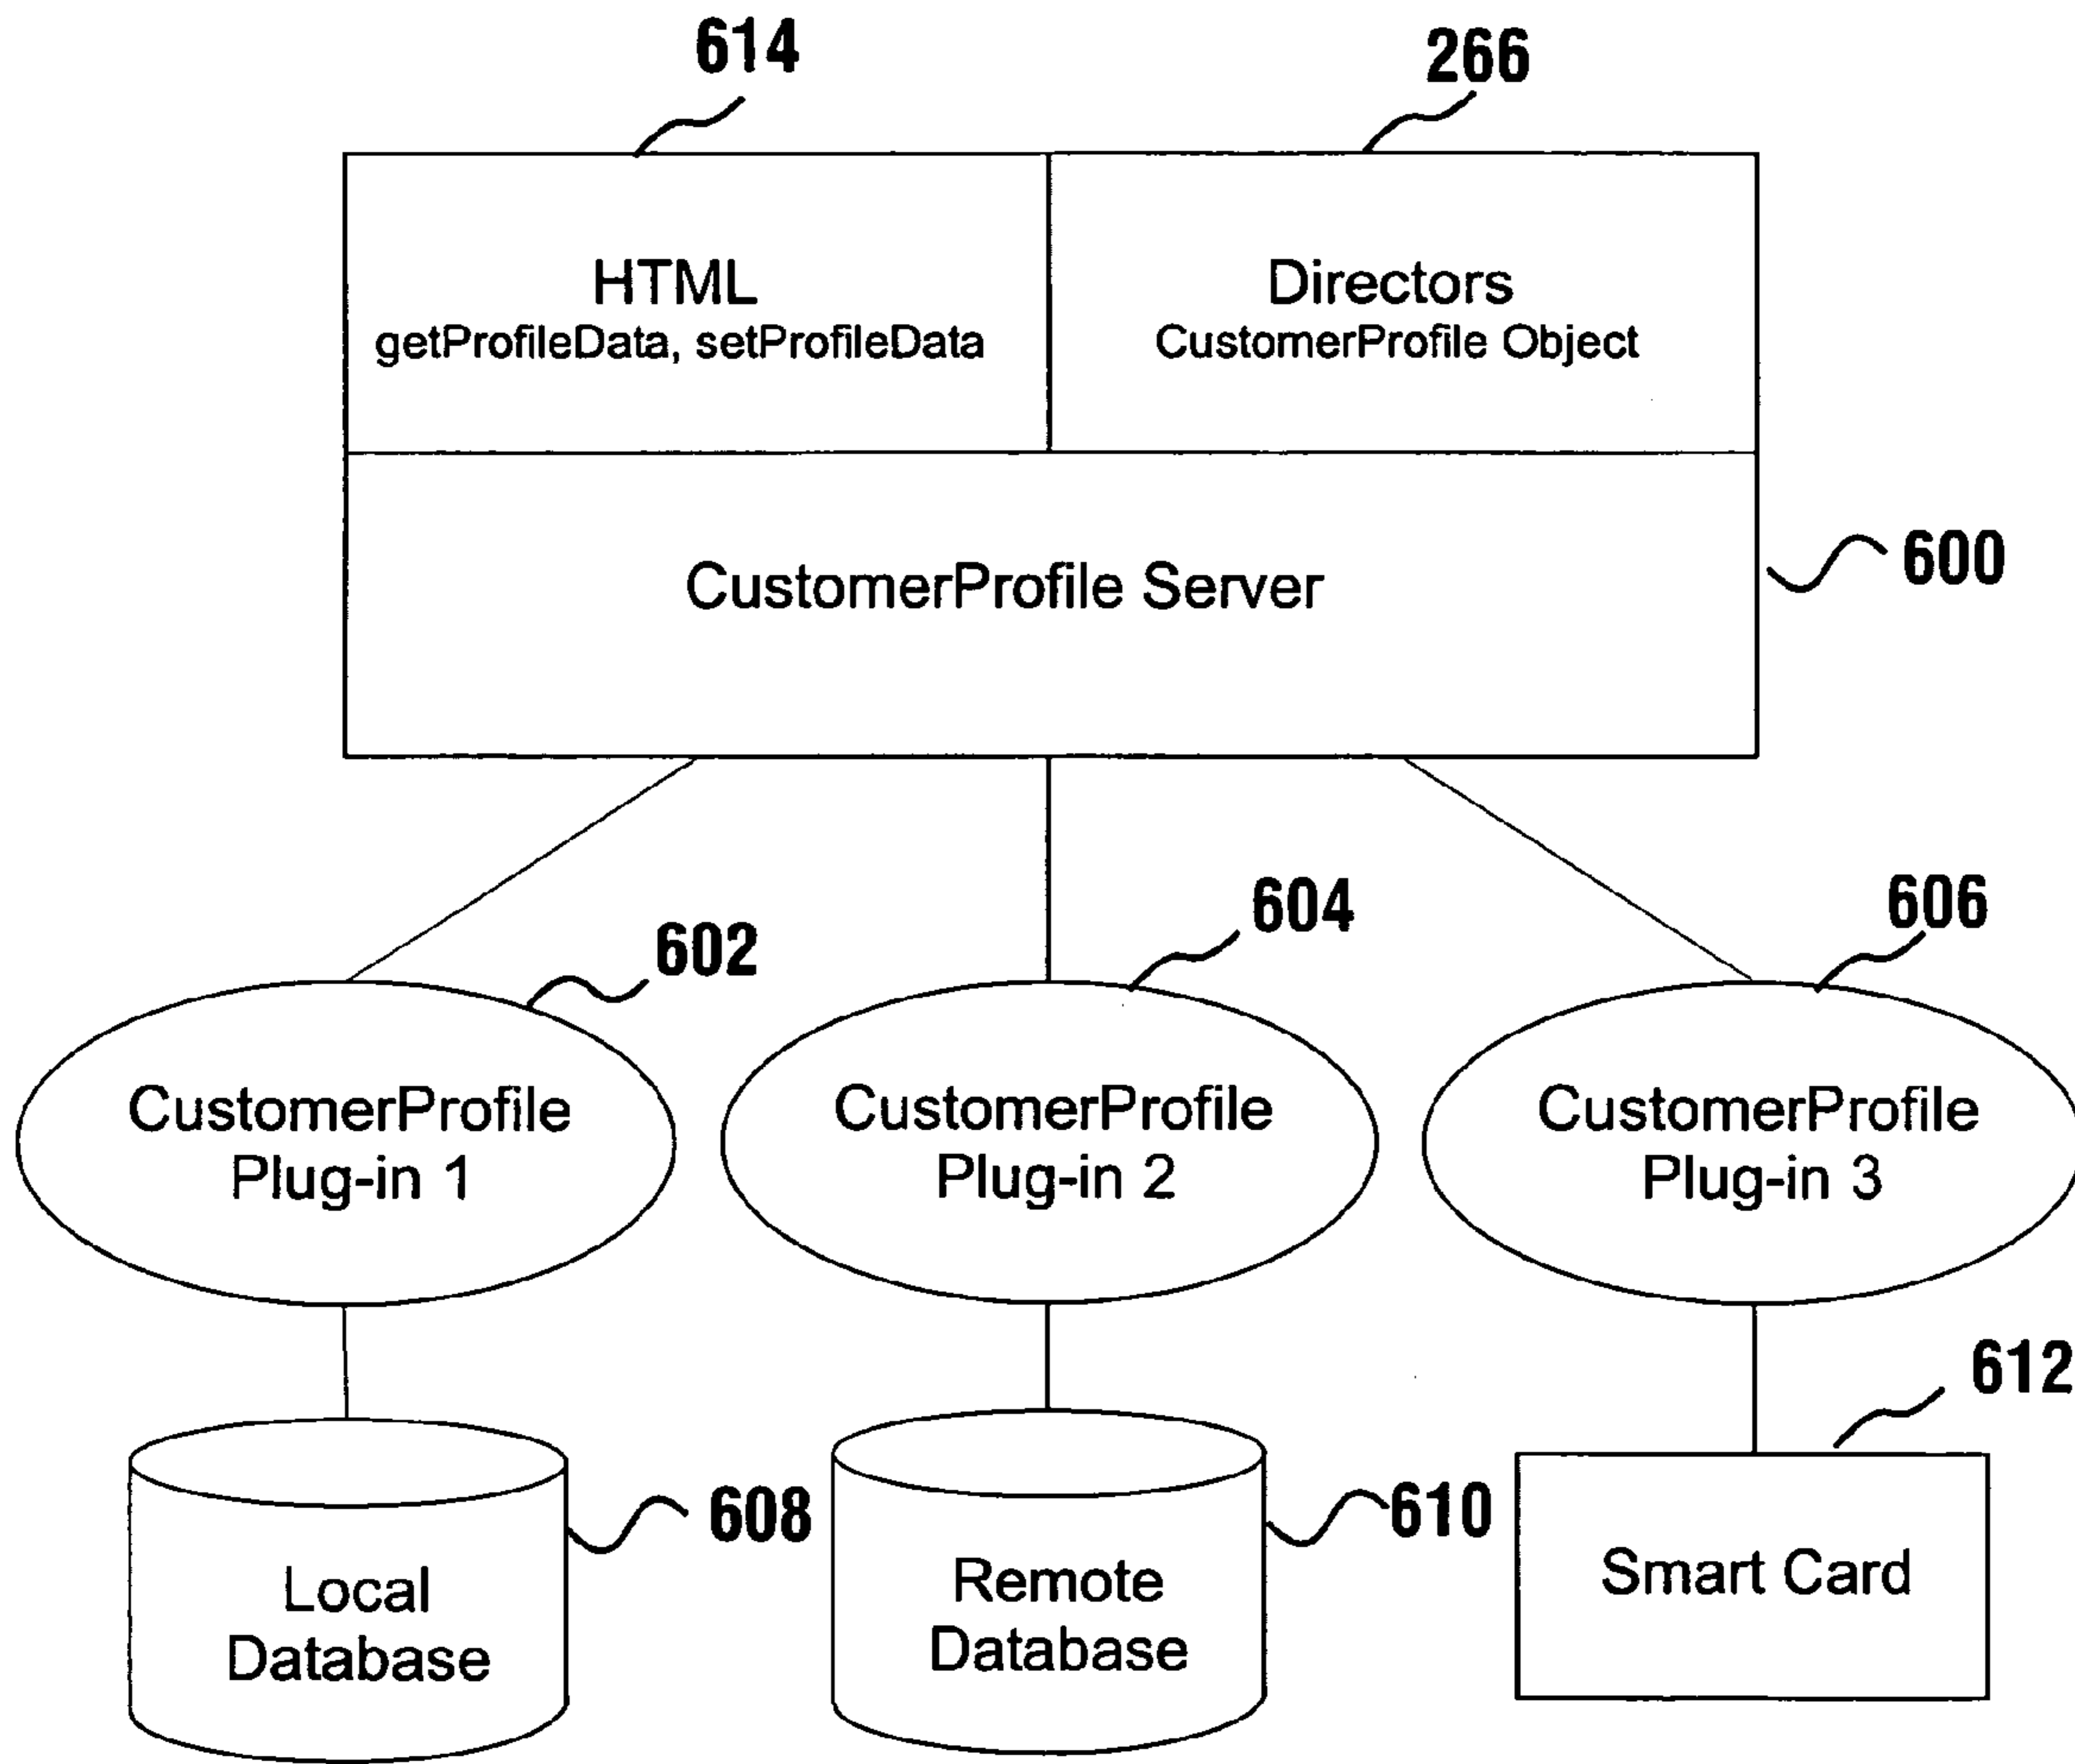 614
266
HTML
getProfileData, setProfileData
Directors
CustomerProfile Object
CustomerProfile Server
600
602
604
606
CustomerProfile
Plug-in 1
CustomerProfile
Plug-in 2
CustomerProfile
Plug-in 3
612
608
610
Local
Database
Remote
Database
Smart Card